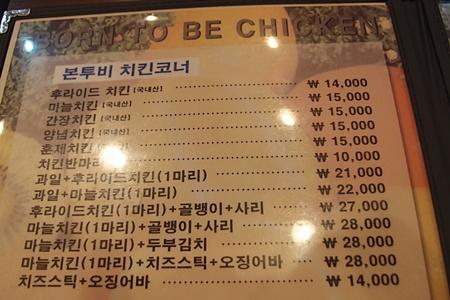 BORN TO BE CHICKEN
본투비 치킨코너
후라이드 치킨 [국내산] ₩ 14,000
마늘치킨 [국내산] ₩ 15,000
간장치킨 [국내산] ₩ 15,000
양념치킨 [국내산] ₩ 15,000
훈제치킨 ₩ 15,000
치킨반마리 ₩ 10,000
과일+후라이드치킨(1마리) ₩ 21,000
과일+마늘치킨(1마리) ₩ 22,000
후라이드치킨(1마리)+골뱅이+사리 ₩ 27,000
마늘치킨(1마리)+골뱅이+사리 ₩ 28,000
마늘치킨(1마리)+두부김치 ₩ 28,000
마늘치킨(1마리)+치즈스틱+오징어바 ₩ 28,000
치즈스틱+오징어바 ₩ 14,000